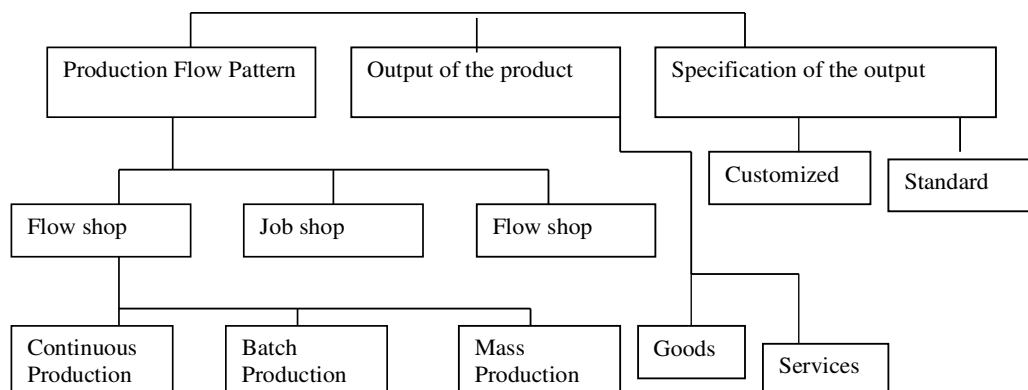 Production Flow Pattern
Output of the product
Specification of the output
Customized
Standard
Flow shop
Job shop
Flow shop
Continuous
Production
Batch
Production
Mass
Production
Goods
Services